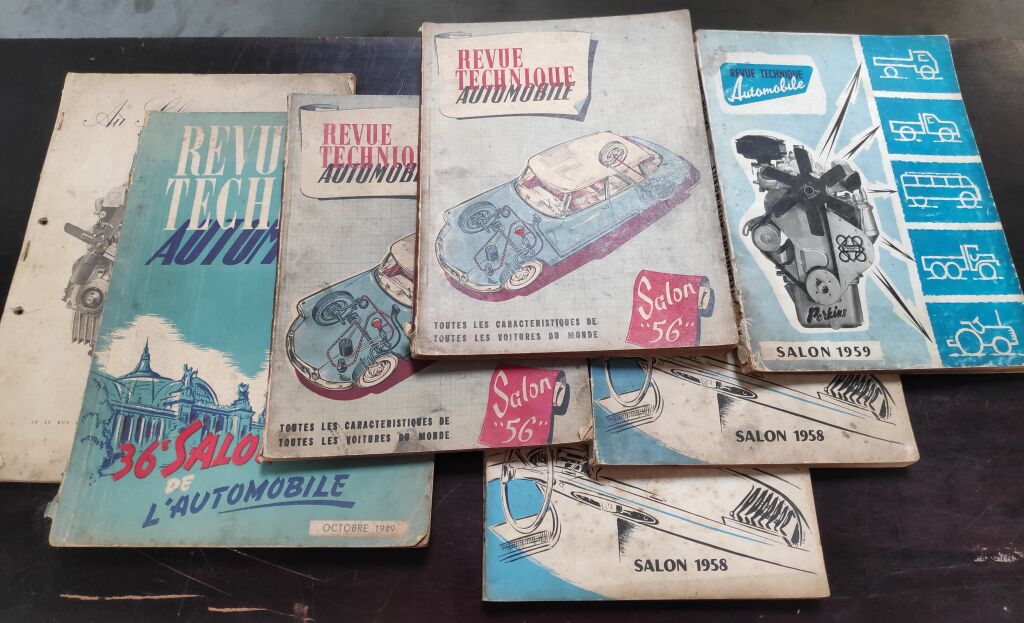 REVUE
TECH
AUTOM
36e SALO
DE
L'AUTOMOBILE
OCTOBRE 1949
REVUE
TECHNIQU
AUTOMOB
TOUTES LES CARACTERISTIQUES DE
TOUTES LES VOITURES DU MONDE
Salon
"56"
REVUE
TECHNIQUE
AUTOMOBILE
TOUTES LES CARACTERISTIQUES DE
TOUTES LES VOITURES DU MONDE
Salon
"56"
REVUE TECHNIQUE
Automobile
Perkins
SALON 1959
SALON 1958
SALON 1958